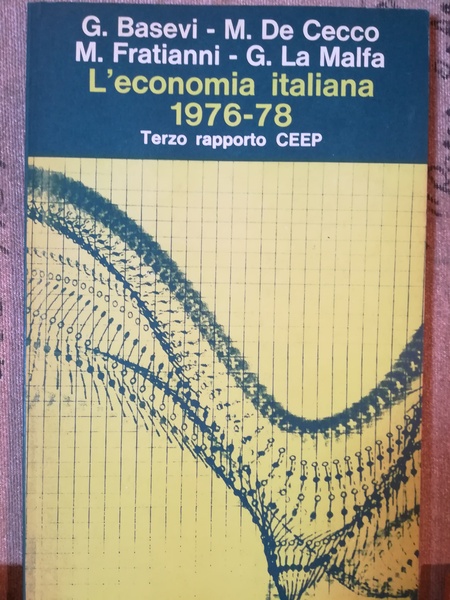 G. Basevi - M. De Cecco
M. Fratianni - G. La Malfa
L'economia italiana
1976-78
Terzo rapporto CEEP